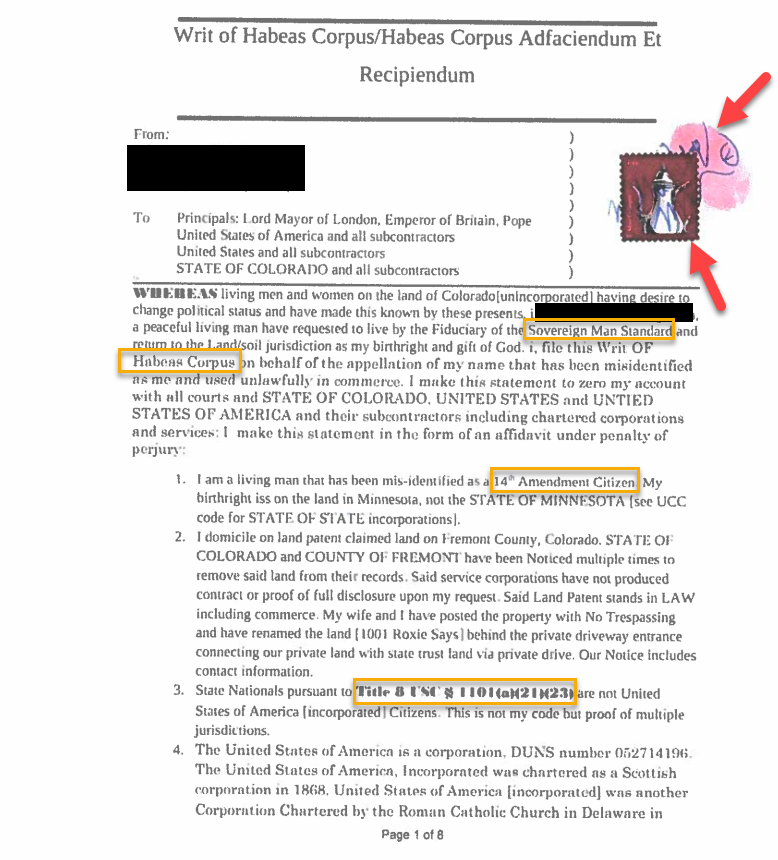 Writ of Habeas Corpus/Habeas Corpus Adfaciendum Et
Recipiendum
From: )
)
)
)
)
To Principals: Lord Mayor of London, Emperor of Britain, Pope )
United States of America and all subcontractors )
United States and all subcontractors )
STATE OF COLORADO and all subcontractors )
WHEREAS living men and women on the land of Colorado[unincorporated] having desire to
change political status and have made this known by these presents, i
a peaceful living man have requested to live by the Fiduciary of the Sovereign Man Standard and
return to the Land/soil jurisdiction as my birthright and gift of God. i, file this Writ OF
Habeas Corpus on behalf of the appellation of my name that has been misidentified
as me and used unlawfully in commerce. I make this statement to zero my account
with all courts and STATE OF COLORADO, UNITED STATES and UNTIED
STATES OF AMERICA and their subcontractors including chartered corporations
and services: I make this statement in the form of an affidavit under penalty of
perjury:
1. I am a living man that has been mis-identified as a 14th Amendment Citizen. My
birthright iss on the land in Minnesota, not the STATE OF MINNESOTA [see UCC
code for STATE OF STATE incorporations].
2. I domicile on land patent claimed land on Fremont County, Colorado. STATE OF
COLORADO and COUNTY OF FREMONT have been Noticed multiple times to
remove said land from their records. Said service corporations have not produced
contract or proof of full disclosure upon my request. Said Land Patent stands in LAW
including commerce. My wife and I have posted the property with No Trespassing
and have renamed the land [1001 Roxie Says] behind the private driveway entrance
connecting our private land with state trust land via private drive. Our Notice includes
contact information.
3. State Nationals pursuant to Title 8 USC § 1101(a)(21)(23) are not United
States of America [incorporated] Citizens. This is not my code but proof of multiple
jurisdictions.
4. The United States of America is a corporation, DUNS number 052714196.
The United States of America, Incorporated was chartered as a Scottish
corporation in 1868. United States of America [incorporated] was another
Corporation Chartered by the Roman Catholic Church in Delaware in
Page 1 of 8